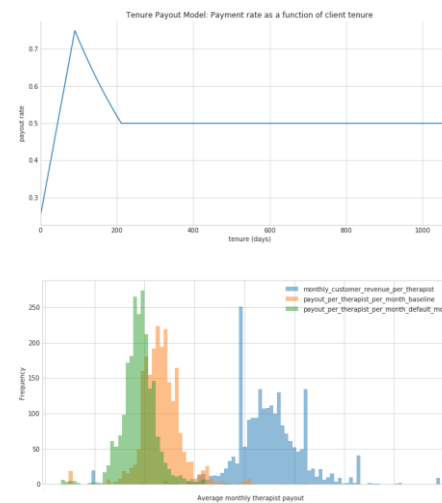 Tenure Payout Model: Payment rate as a function of client tenure
0.7
0.6
0.5
0.4
0.3
payout rate
0 200 400 600 800 1000
tenure (days)
monthly_customer_revenue_per_therapist
payout_per_therapist_per_month_baseline
payout_per_therapist_per_month_default_mo
250
200
150
100
50
0
Frequency
Average monthly therapist payout